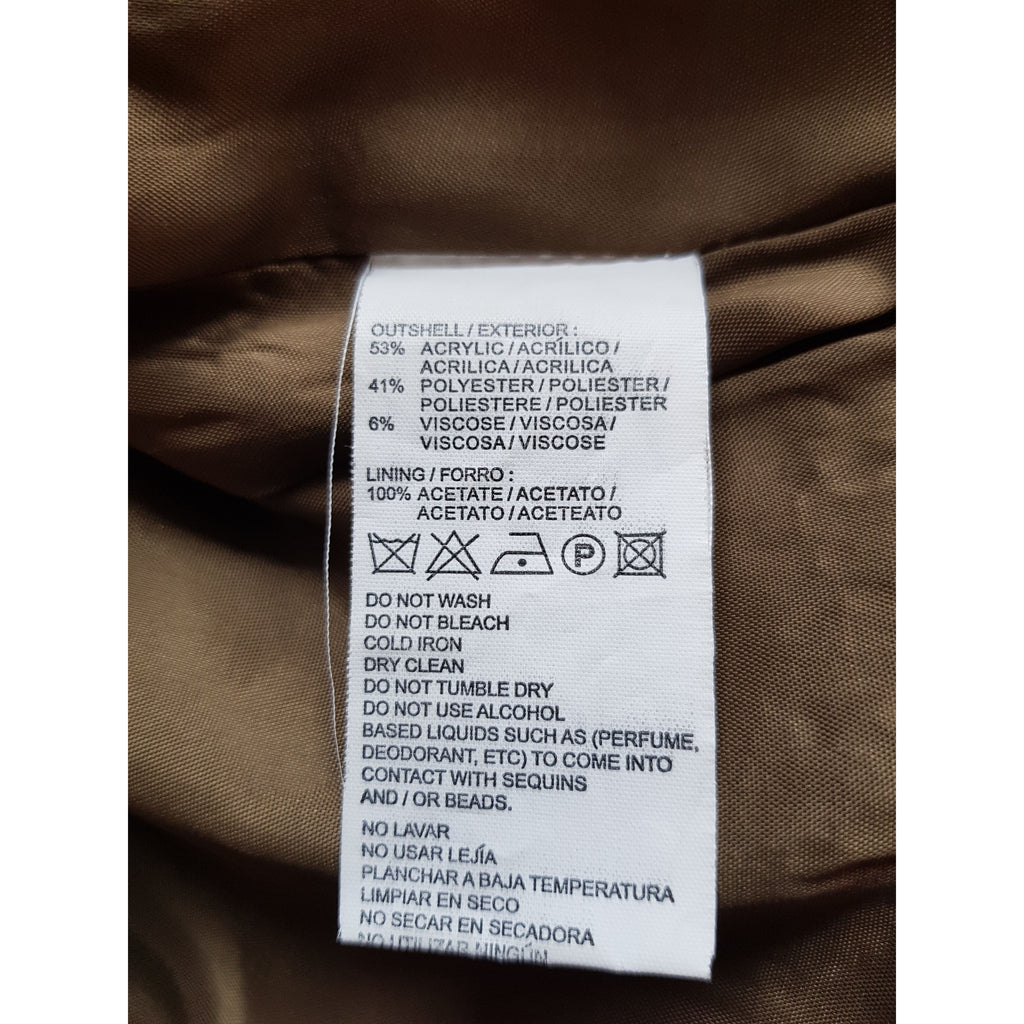 OUTSHELL / EXTERIOR :
53% ACRYLIC / ACRÍLICO /
ACRILICA / ACRILICA
41% POLYESTER / POLIESTER /
POLIESTERE / POLIESTER
6% VISCOSE / VISCOSA /
VISCOSA / VISCOSE
LINING / FORRO :
100% ACETATE / ACETATO /
ACETATO / ACETEATO
P
DO NOT WASH
DO NOT BLEACH
COLD IRON
DRY CLEAN
DO NOT TUMBLE DRY
DO NOT USE ALCOHOL
BASED LIQUIDS SUCH AS (PERFUME,
DEODORANT, ETC) TO COME INTO
CONTACT WITH SEQUINS
AND / OR BEADS.
NO LAVAR
NO USAR LEJÍA
PLANCHAR A BAJA TEMPERATURA
LIMPIAR EN SECO
NO SECAR EN SECADORA
NO UTILIZAR NINGÚN